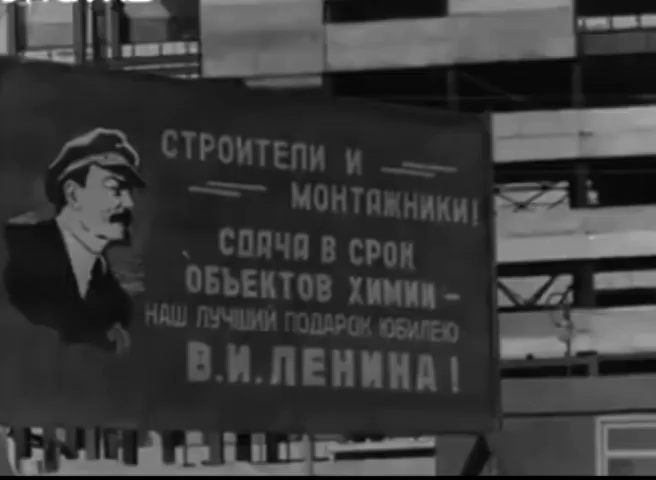 СТРОИТЕЛИ И
МОНТАЖНИКИ!
СДАЧА В СРОК
ОБЪЕКТОВ ХИМИИ –
НАШ ЛУЧШИЙ ПОДАРОК ЮБИЛЕЮ
В.И.ЛЕНИНА!